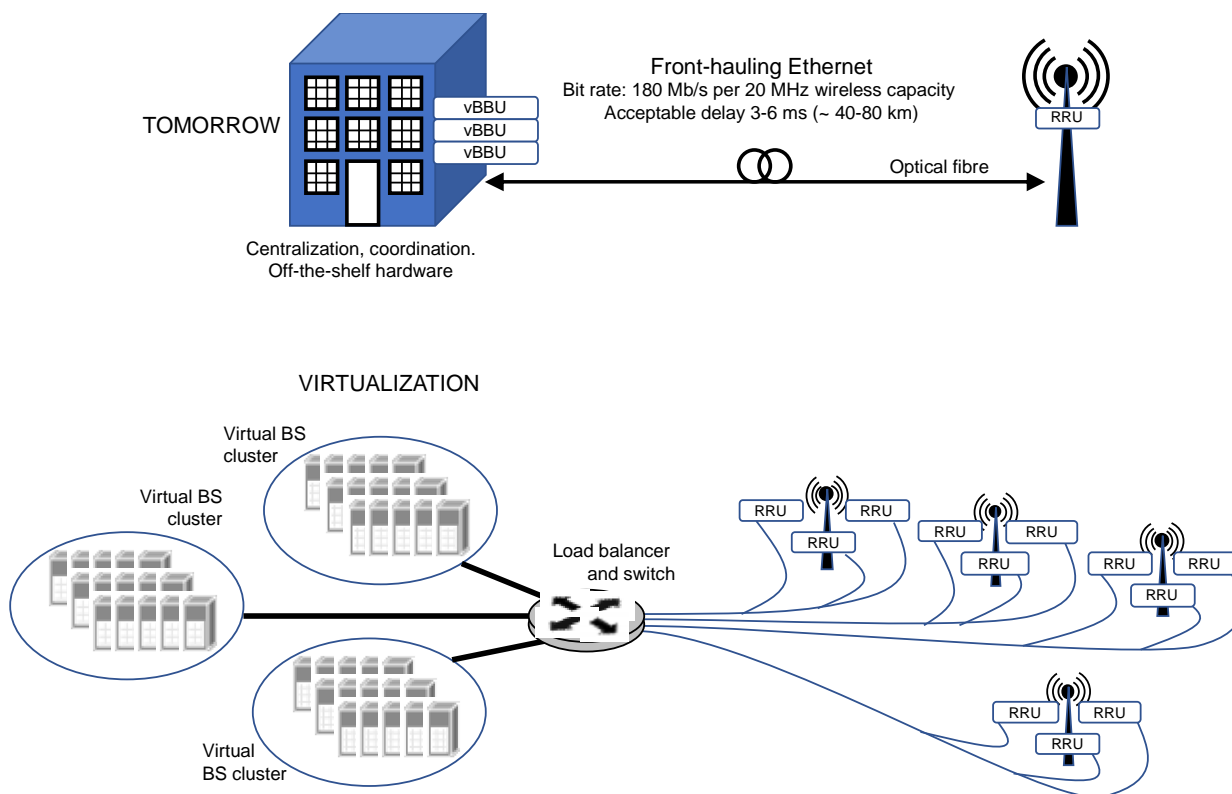 Front-hauling Ethernet
Bit rate: 180 Mb/s per 20 MHz wireless capacity
Acceptable delay 3-6 ms (~ 40-80 km)
TOMORROW
vBBU
vBBU
vBBU
RRU
Optical fibre
Centralization, coordination.
Off-the-shelf hardware
VIRTUALIZATION
Virtual BS
cluster
Virtual BS
cluster
Virtual
BS cluster
Load balancer
and switch
RRU
RRU
RRU
RRU
RRU
RRU
RRU
RRU
RRU
RRU
RRU
RRU